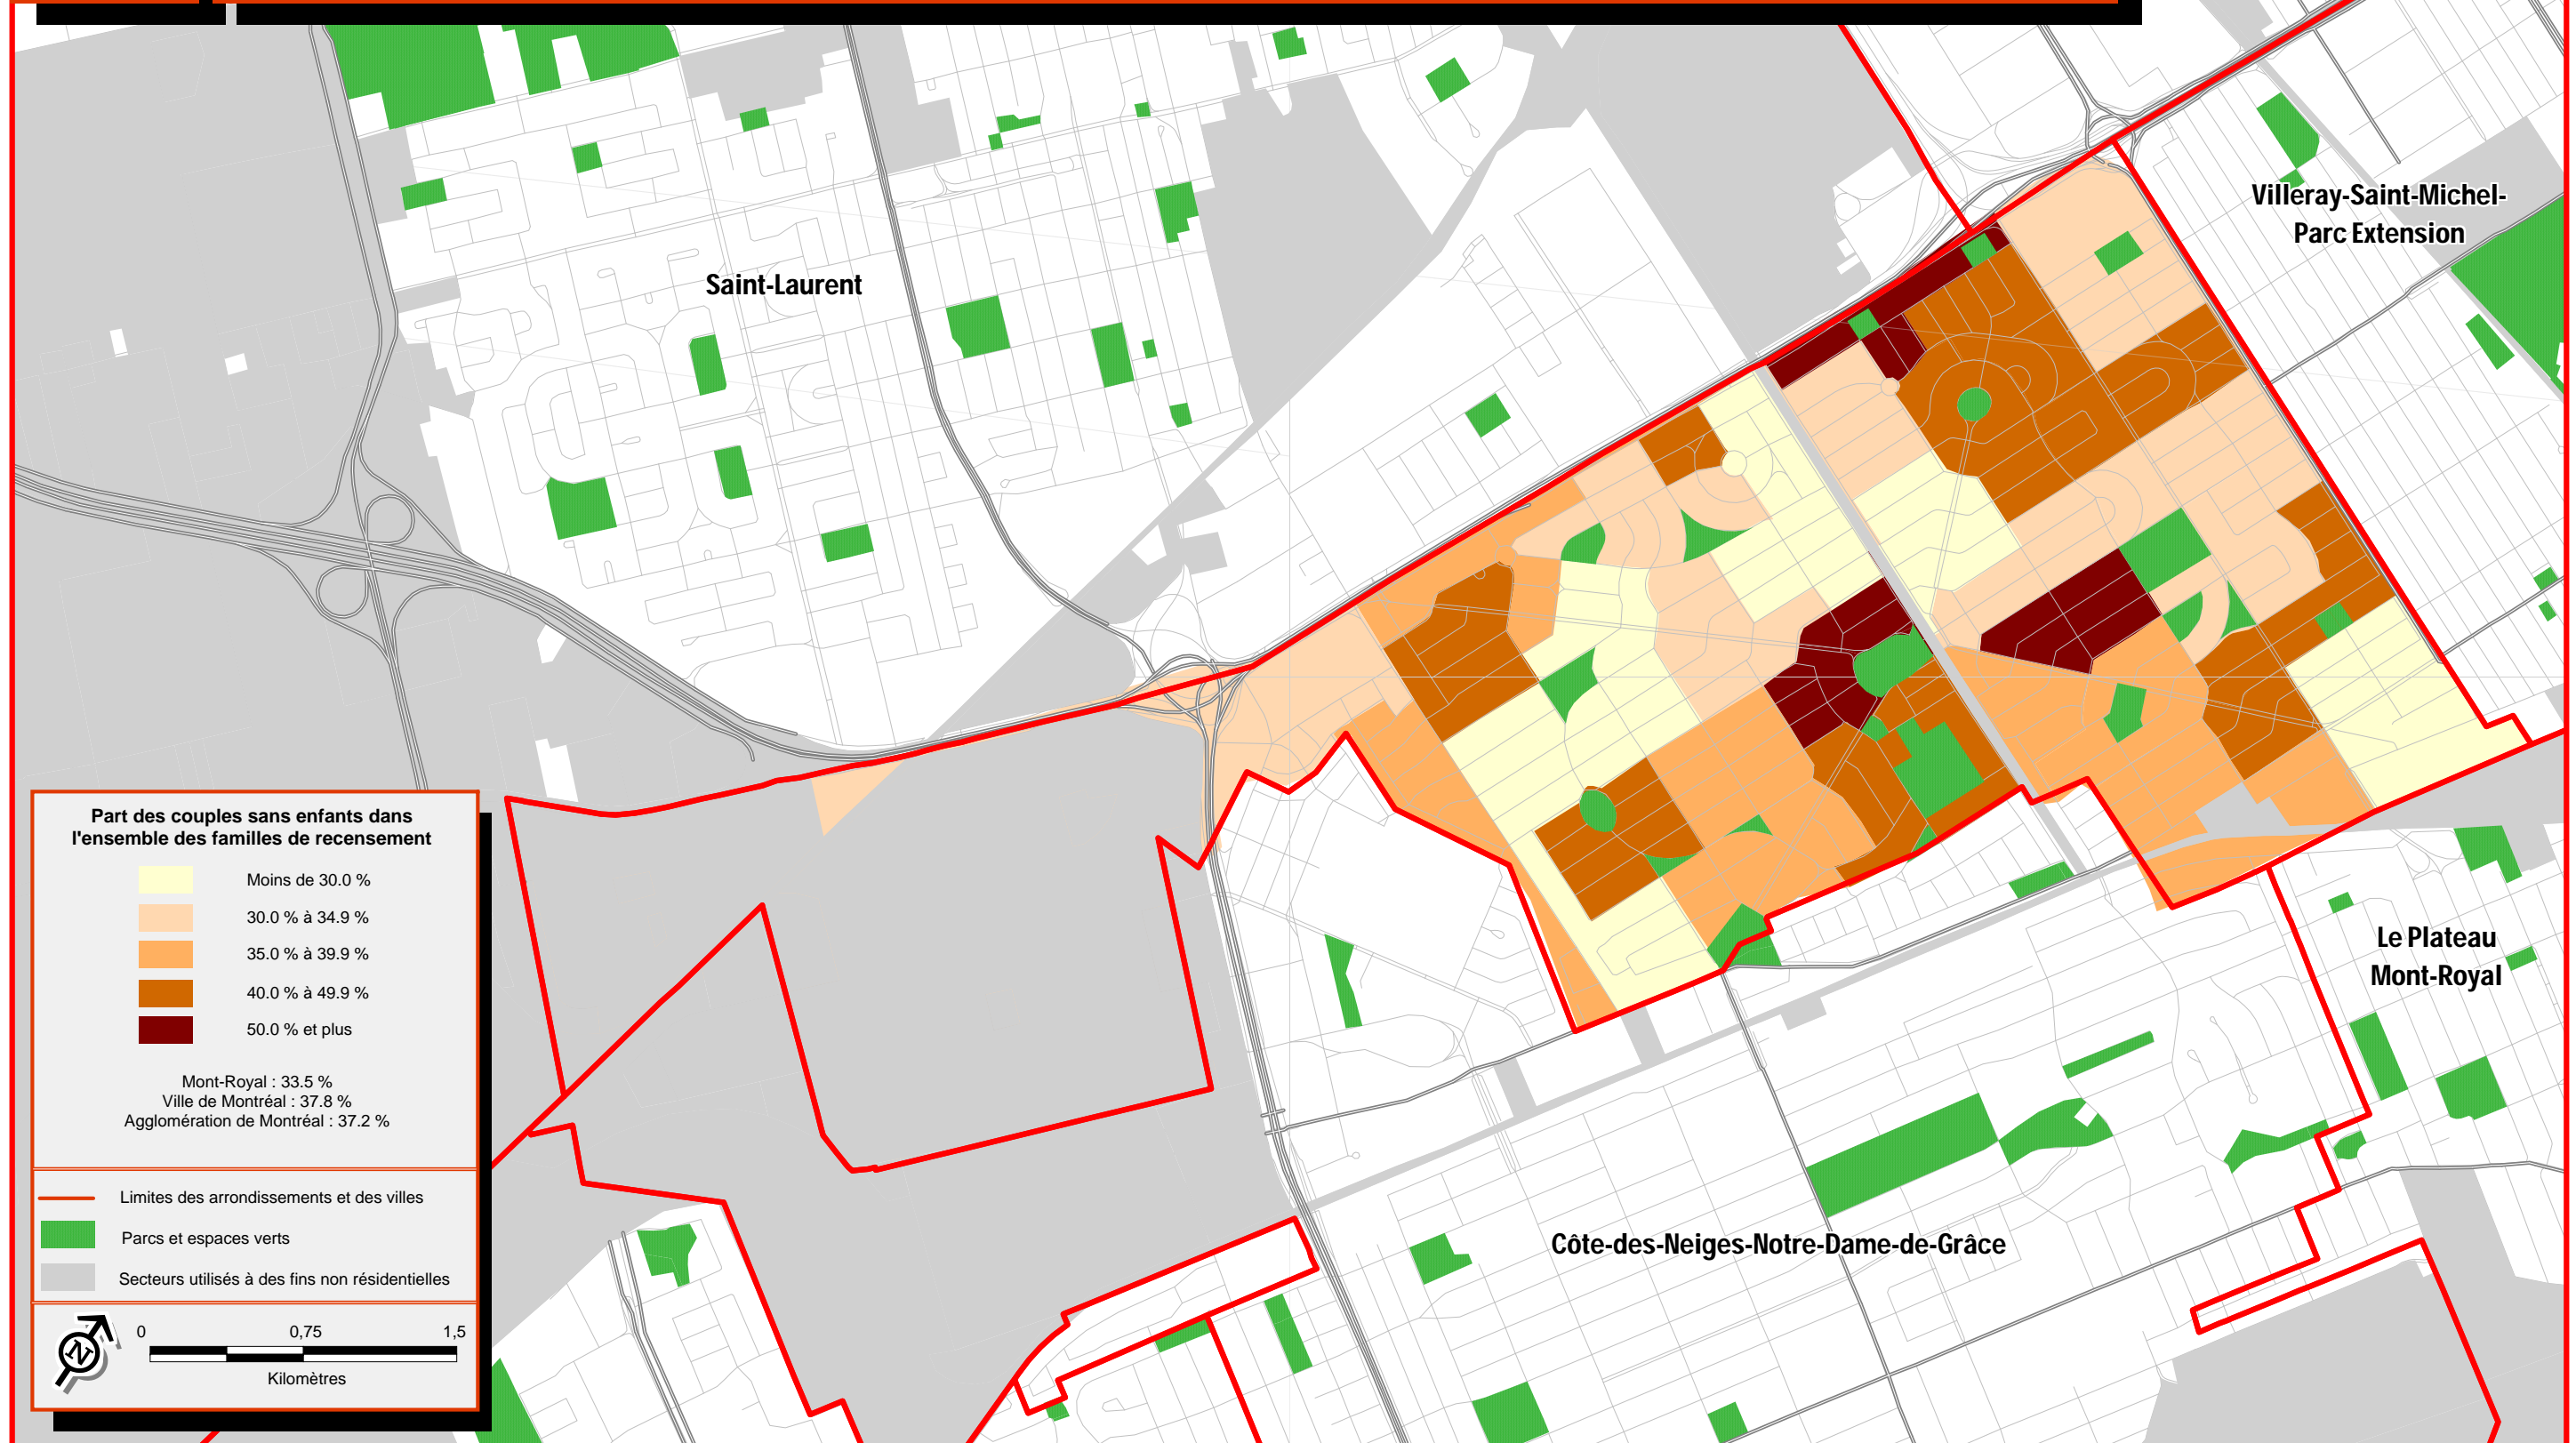 Villeray-Saint-Michel-
Parc Extension
Saint-Laurent
Part des couples sans enfants dans
l'ensemble des familles de recensement
Moins de 30.0 %
30.0 % à 34.9 %
35.0 % à 39.9 %
40.0 % à 49.9 %
50.0 % et plus
Mont-Royal : 33.5 %
Ville de Montréal : 37.8 %
Agglomération de Montréal : 37.2 %
Limites des arrondissements et des villes
Parcs et espaces verts
Secteurs utilisés à des fins non résidentielles
N
0 0,75 1,5
Kilomètres
Le Plateau
Mont-Royal
Côte-des-Neiges-Notre-Dame-de-Grâce